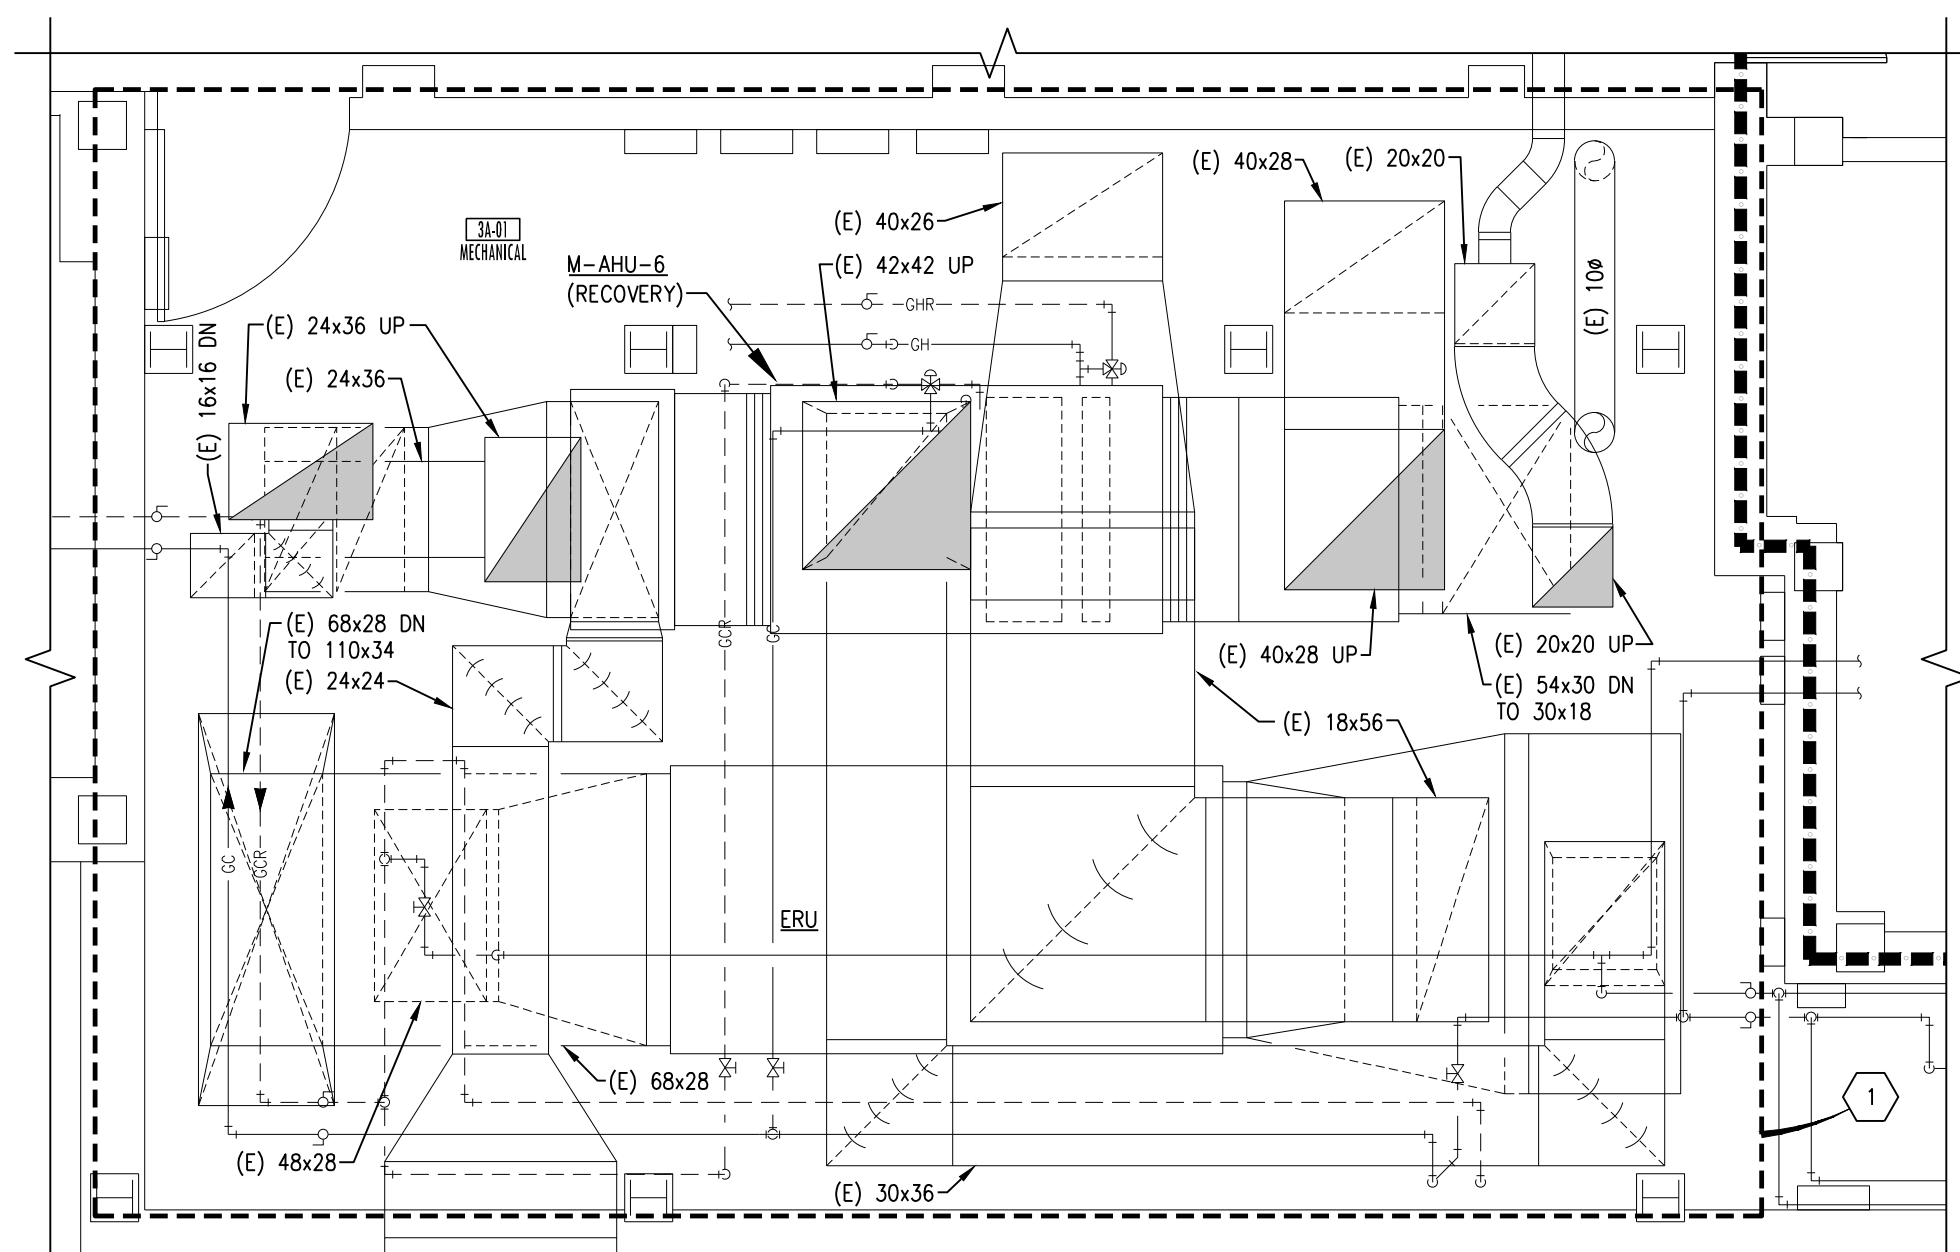 (E) 40x28
(E) 20x20
(E) 40x26
3A-01
MECHANICAL
M-AHU-6
(RECOVERY)
(E) 42x42 UP
(E) 10ø
GHR
GH
(E) 24x36 UP
(E) 16x16 DN
(E) 24x36
(E) 68x28 DN
TO 110x34
(E) 24x24
GCR
GC
(E) 40x28 UP
(E) 20x20 UP
(E) 54x30 DN
TO 30x18
(E) 18x56
GC
GCR
ERU
(E) 68x28
(E) 48x28
(E) 30x36
1